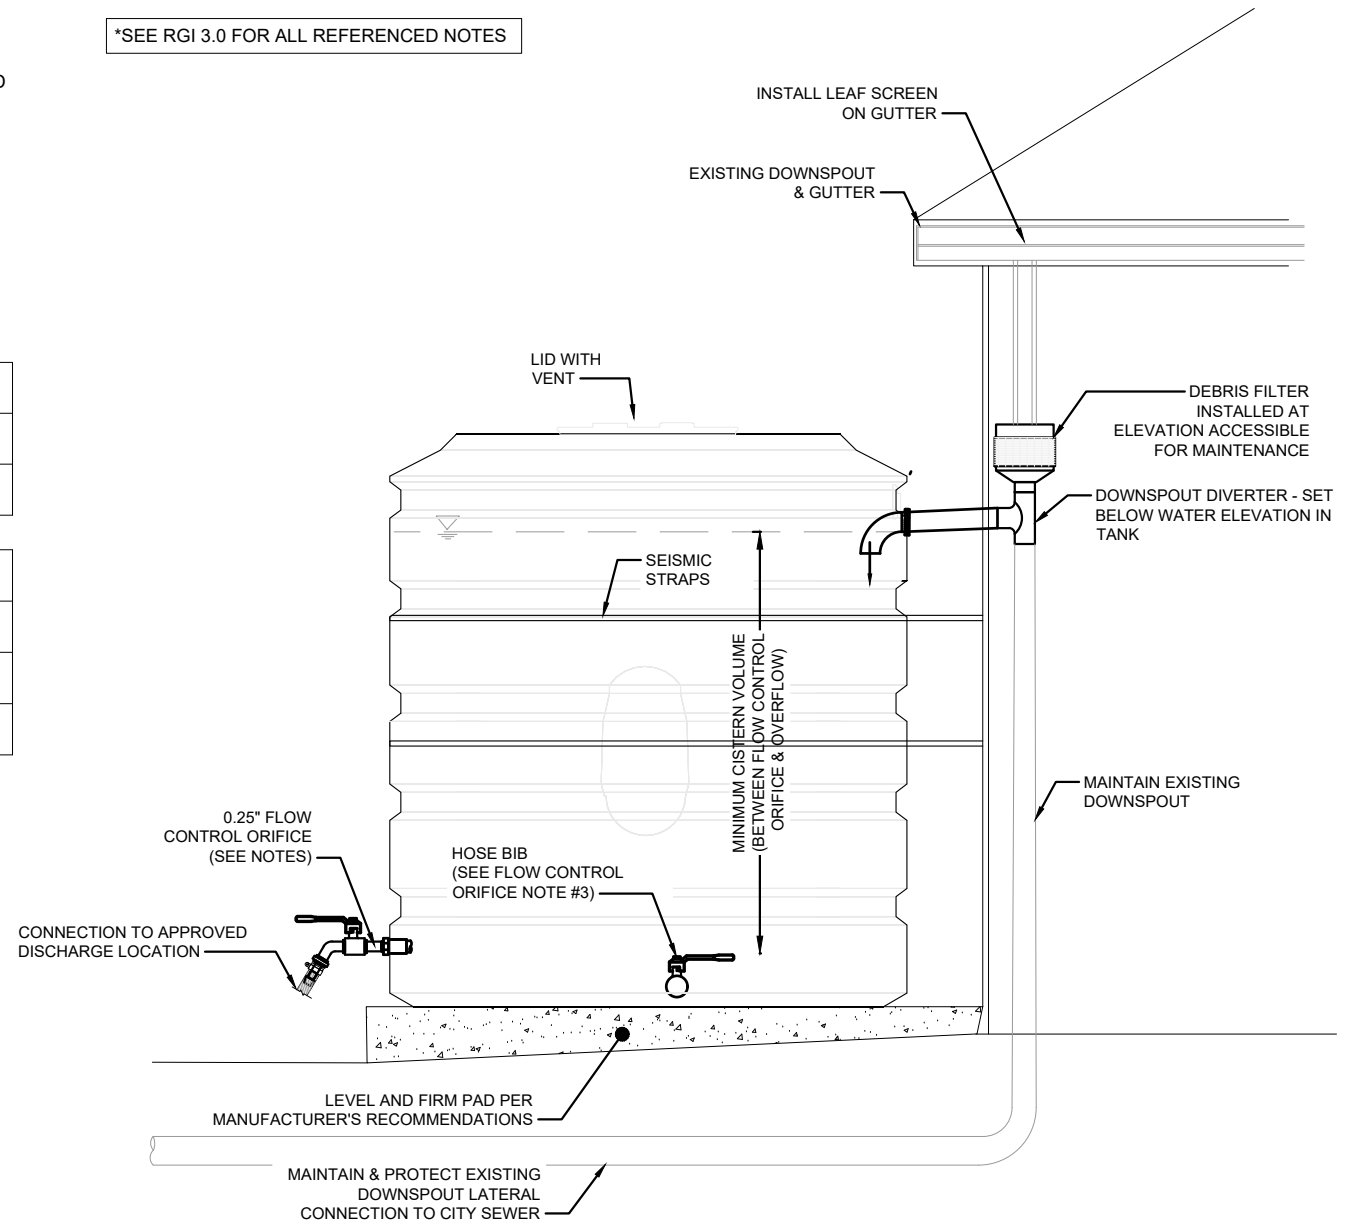 *SEE RGI 3.0 FOR ALL REFERENCED NOTES
INSTALL LEAF SCREEN
ON GUTTER
EXISTING DOWNSPOUT
& GUTTER
LID WITH
VENT
DEBRIS FILTER
INSTALLED AT
ELEVATION ACCESSIBLE
FOR MAINTENANCE
DOWNSPOUT DIVERTER - SET
BELOW WATER ELEVATION IN
TANK
SEISMIC
STRAPS
MINIMUM CISTERN VOLUME
(BETWEEN FLOW CONTROL
ORIFICE & OVERFLOW)
MAINTAIN EXISTING
DOWNSPOUT
0.25" FLOW
CONTROL ORIFICE
(SEE NOTES)
HOSE BIB
(SEE FLOW CONTROL
ORIFICE NOTE #3)
CONNECTION TO APPROVED
DISCHARGE LOCATION
LEVEL AND FIRM PAD PER
MANUFACTURER'S RECOMMENDATIONS
MAINTAIN & PROTECT EXISTING
DOWNSPOUT LATERAL
CONNECTION TO CITY SEWER